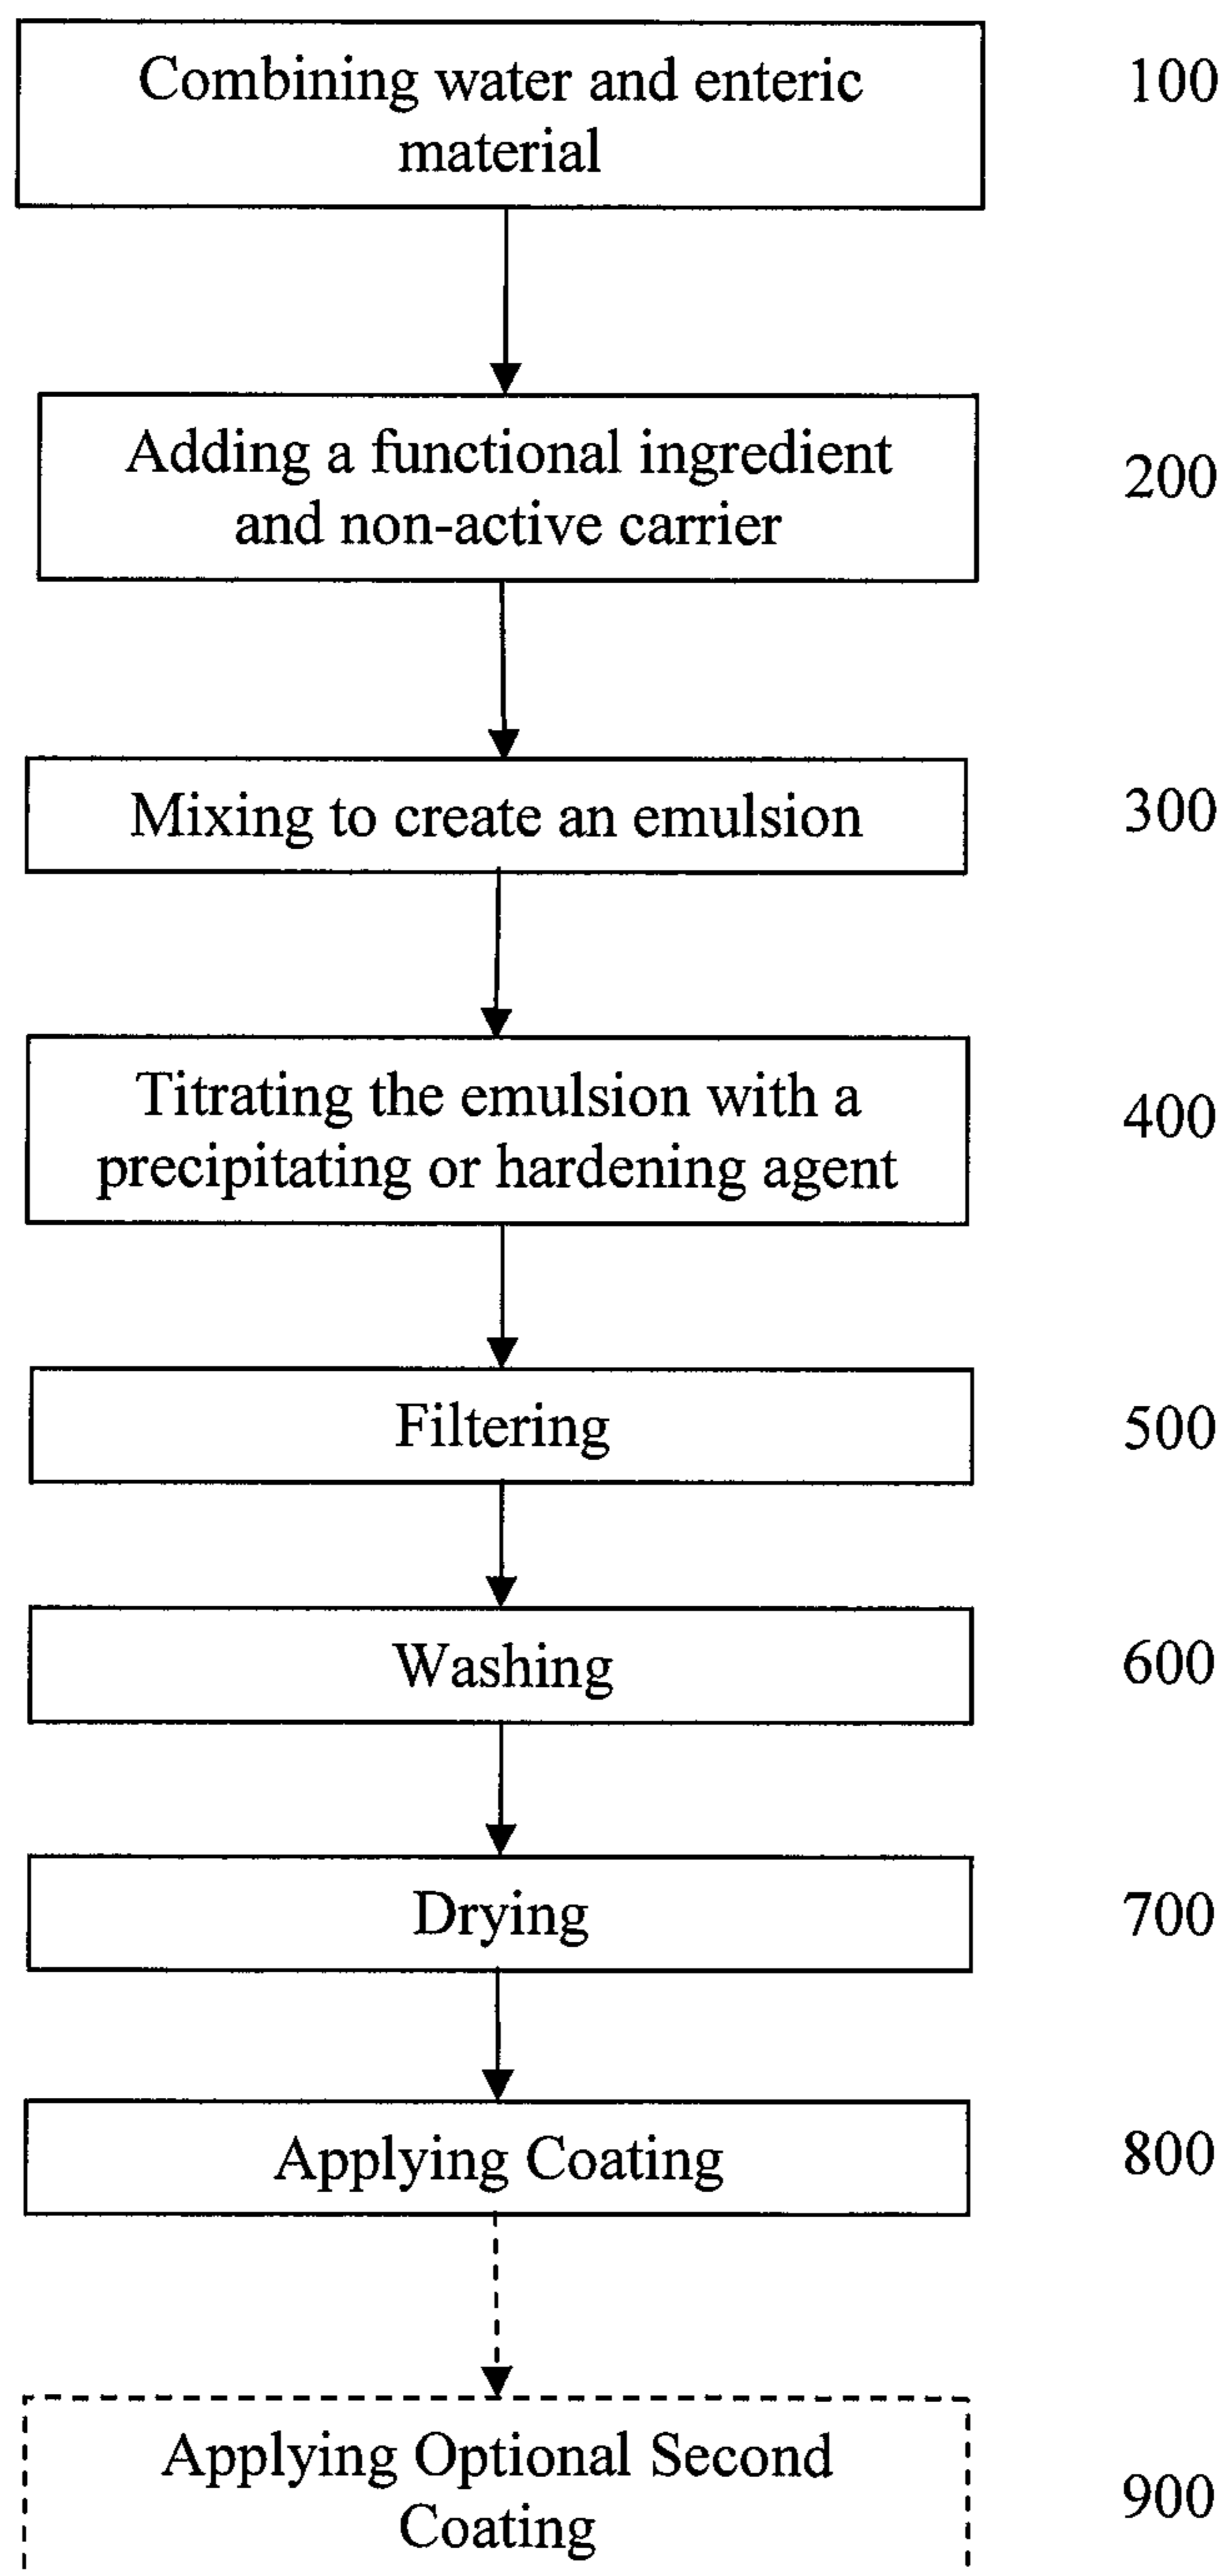 Combining water and enteric
material
100
Adding a functional ingredient
and non-active carrier
200
Mixing to create an emulsion
300
Titrating the emulsion with a
precipitating or hardening agent
400
Filtering
500
Washing
600
Drying
700
Applying Coating
800
Applying Optional Second
Coating
900